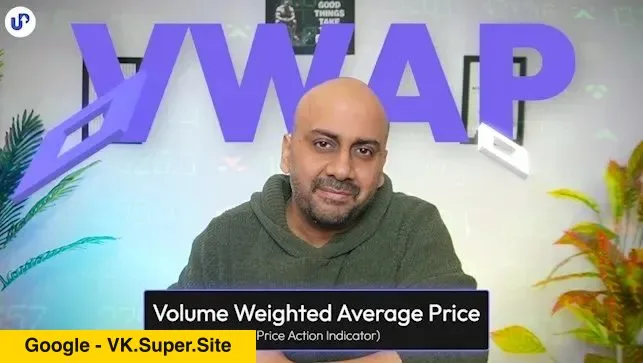 GOOD
THINGS
TAKE
VWAP
Volume Weighted Average Price
(Price Action Indicator)
Google - VK.Super.Site